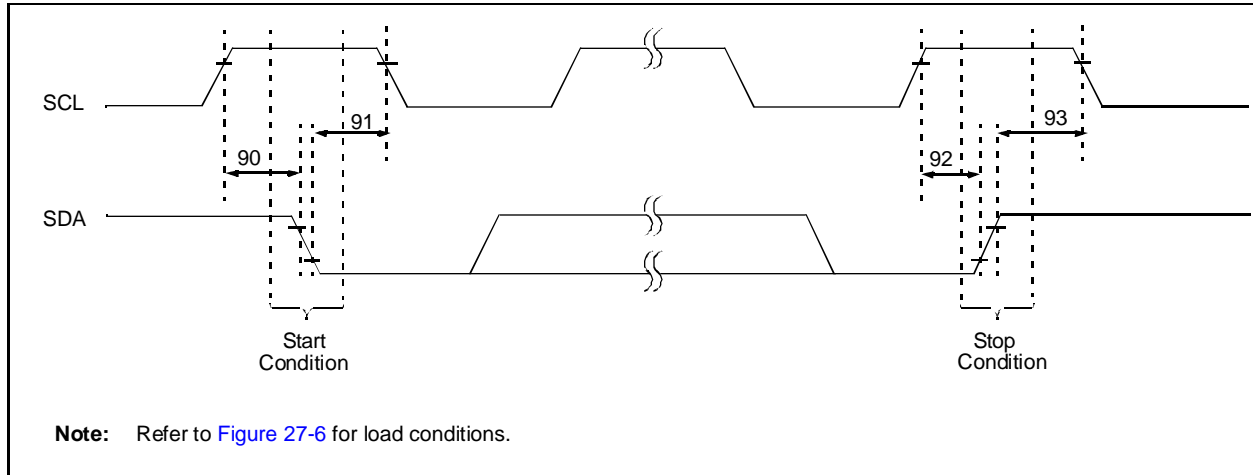 SCL
91
93
90
92
SDA
Start
Condition
Stop
Condition
Note: Refer to Figure 27-6 for load conditions.